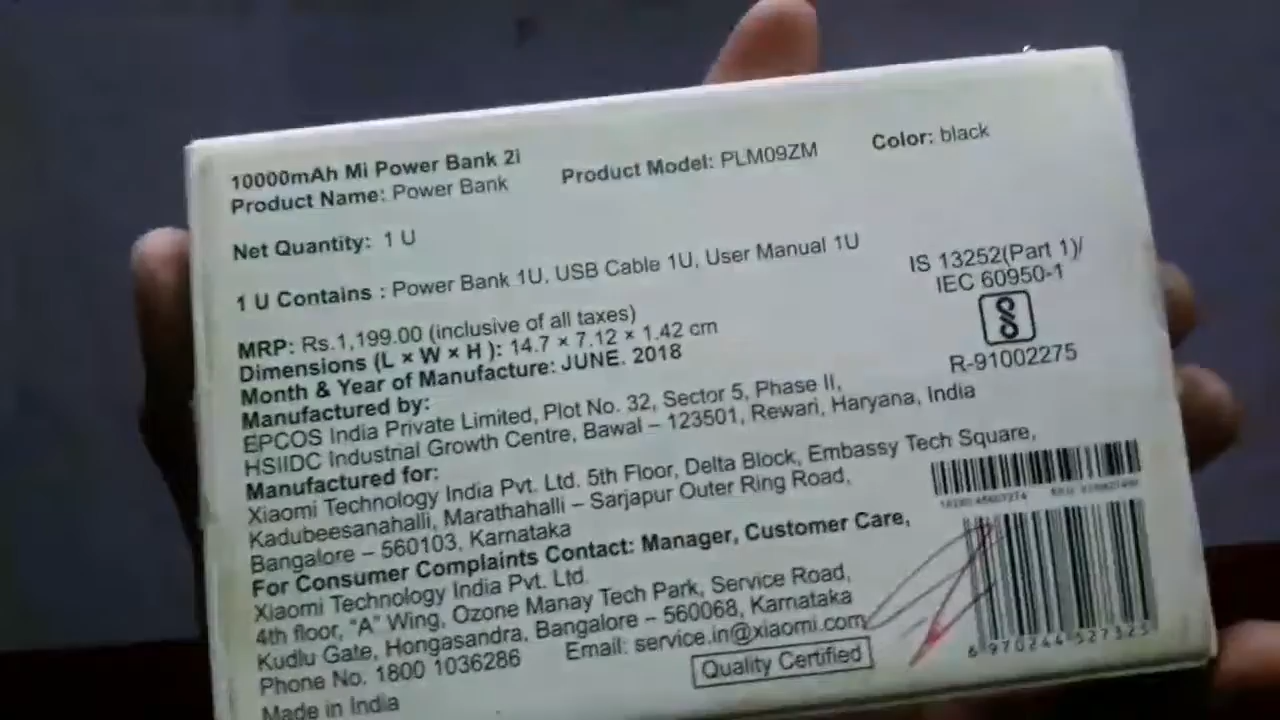 10000mAh Mi Power Bank 2i
Product Name: Power Bank
Product Model: PLM09ZM
Color: black
Net Quantity: 1 U
1 U Contains : Power Bank 1U, USB Cable 1U, User Manual 1U
MRP: Rs.1,199.00 (inclusive of all taxes)
Dimensions (L × W × H ): 14.7 × 7.12 × 1.42 cm
Month & Year of Manufacture: JUNE. 2018
IS 13252(Part 1)/
IEC 60950-1
R-91002275
Manufactured by:
EPCOS India Private Limited, Plot No. 32, Sector 5, Phase II,
HSIIDC Industrial Growth Centre, Bawal – 123501, Rewari, Haryana, India
Manufactured for:
Xiaomi Technology India Pvt. Ltd. 5th Floor, Delta Block, Embassy Tech Square,
Kadubeesanahalli, Marathahalli – Sarjapur Outer Ring Road,
Bangalore – 560103, Karnataka
For Consumer Complaints Contact: Manager, Customer Care,
Xiaomi Technology India Pvt. Ltd.
4th floor, "A" Wing, Ozone Manay Tech Park, Service Road,
Kudlu Gate, Hongasandra, Bangalore – 560068, Karnataka
Phone No. 1800 1036286
Email: service.in@xiaomi.com
Quality Certified
Made in India
6 970244 527325